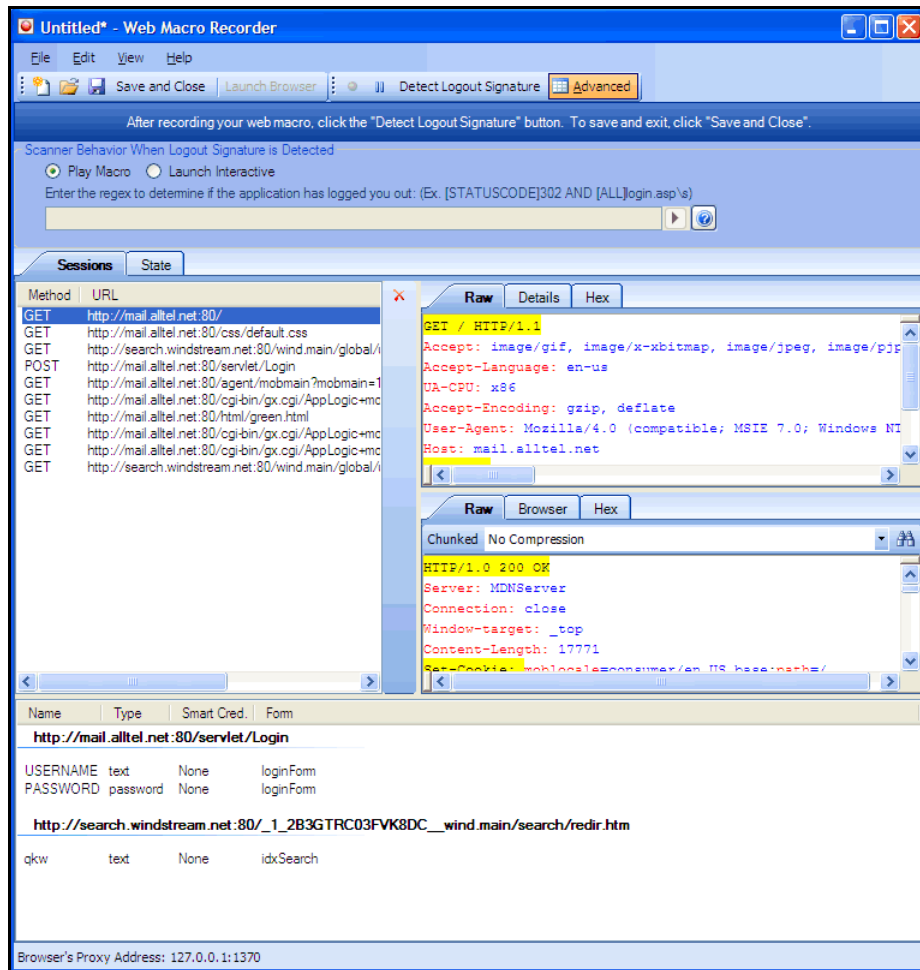 Untitled* - Web Macro Recorder
File Edit View Help
Save and Close Launch Browser Detect Logout Signature Advanced
After recording your web macro, click the "Detect Logout Signature" button. To save and exit, click "Save and Close".
Scanner Behavior When Logout Signature is Detected
Play Macro Launch Interactive
Enter the regex to determine if the application has logged you out: (Ex. [STATUSCODE]302 AND [ALL]login.asp\s)
Sessions State
Method URL
GET http://mail.alltel.net:80/
GET http://mail.alltel.net:80/css/default.css
GET http://search.windstream.net:80/wind.main/global/
POST http://mail.alltel.net:80/servlet/Login
GET http://mail.alltel.net:80/agent/mobmain?mobmain=1
GET http://mail.alltel.net:80/cgi-bin/gx.cgi/AppLogic+mc
GET http://mail.alltel.net:80/html/green.html
GET http://mail.alltel.net:80/cgi-bin/gx.cgi/AppLogic+mc
GET http://mail.alltel.net:80/cgi-bin/gx.cgi/AppLogic+mc
GET http://search.windstream.net:80/wind.main/global/
Raw Details Hex
GET / HTTP/1.1
Accept: image/gif, image/x-xbitmap, image/jpeg, image/pjp
Accept-Language: en-us
UA-CPU: x86
Accept-Encoding: gzip, deflate
User-Agent: Mozilla/4.0 (compatible; MSIE 7.0; Windows NT
Host: mail.alltel.net
Raw Browser Hex
Chunked No Compression
HTTP/1.0 200 OK
Server: MDNServer
Connection: close
Window-target: _top
Content-Length: 17771
Set-Cookie: moblocale=consumer/en_US_base;path=/
Name Type Smart Cred. Form
http://mail.alltel.net:80/servlet/Login
USERNAME text None loginForm
PASSWORD password None loginForm
http://search.windstream.net:80/_1_2B3GTRC03FVK8DC__wind.main/search/redir.htm
qkw text None idxSearch
Browser's Proxy Address: 127.0.0.1:1370